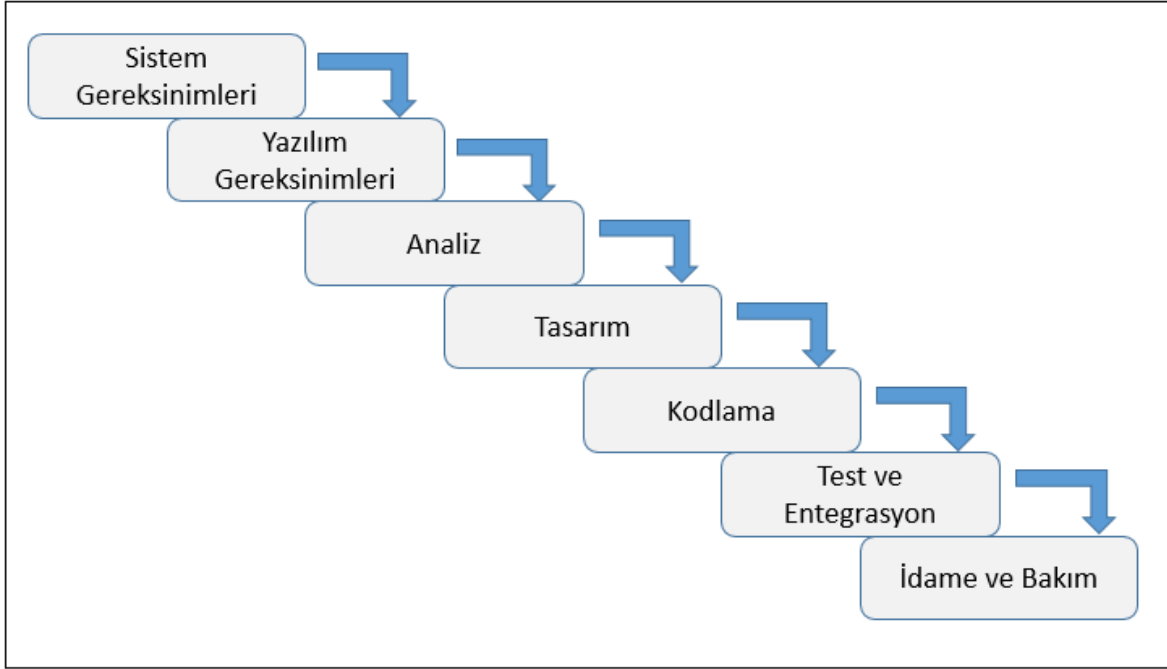 Sistem
Gereksinimleri
Yazılım
Gereksinimleri
Analiz
Tasarım
Kodlama
Test ve
Entegrasyon
İdame ve Bakım